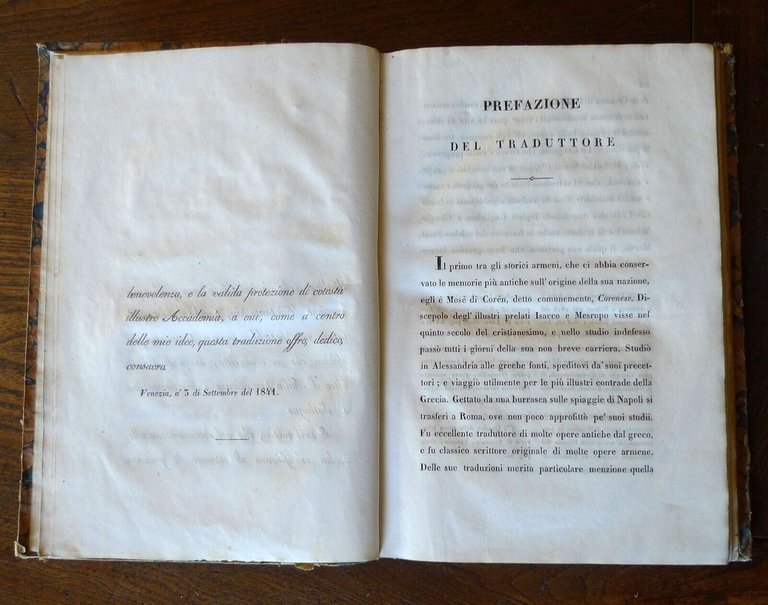 benevolenza, e la valida protezione di cotesta
illustre Accademia, a cui, come a centro
delle mie idee, questa traduzione offro, dedico,
consacro.
Venezia, a' 3 di Settembre del 1841.
PREFAZIONE
DEL TRADUTTORE
Il primo tra gli storici armeni, che ci abbia conser-
vato le memorie più antiche sull' origine della sua nazione,
egli è Mosè di Corèn, detto comunemente, Corenese. Di-
scepolo degl' illustri prelati Isacco e Mesropo visse nel
quinto secolo del cristianesimo, e nello studio indefesso
passò tutti i giorni della sua non breve carriera. Studiò
in Alessandria alle greche fonti, speditovi da' suoi precet-
tori; e viaggiò utilmente per le più illustri contrade della
Grecia. Gettato da una burrasca sulle spiaggie di Napoli si
trasferì a Roma, ove non poco approfittò pe' suoi studii.
Fu eccellente traduttore di molte opere antiche dal greco,
e fu classico scrittore originale di molte opere armene.
Delle sue traduzioni merita particolare menzione quella